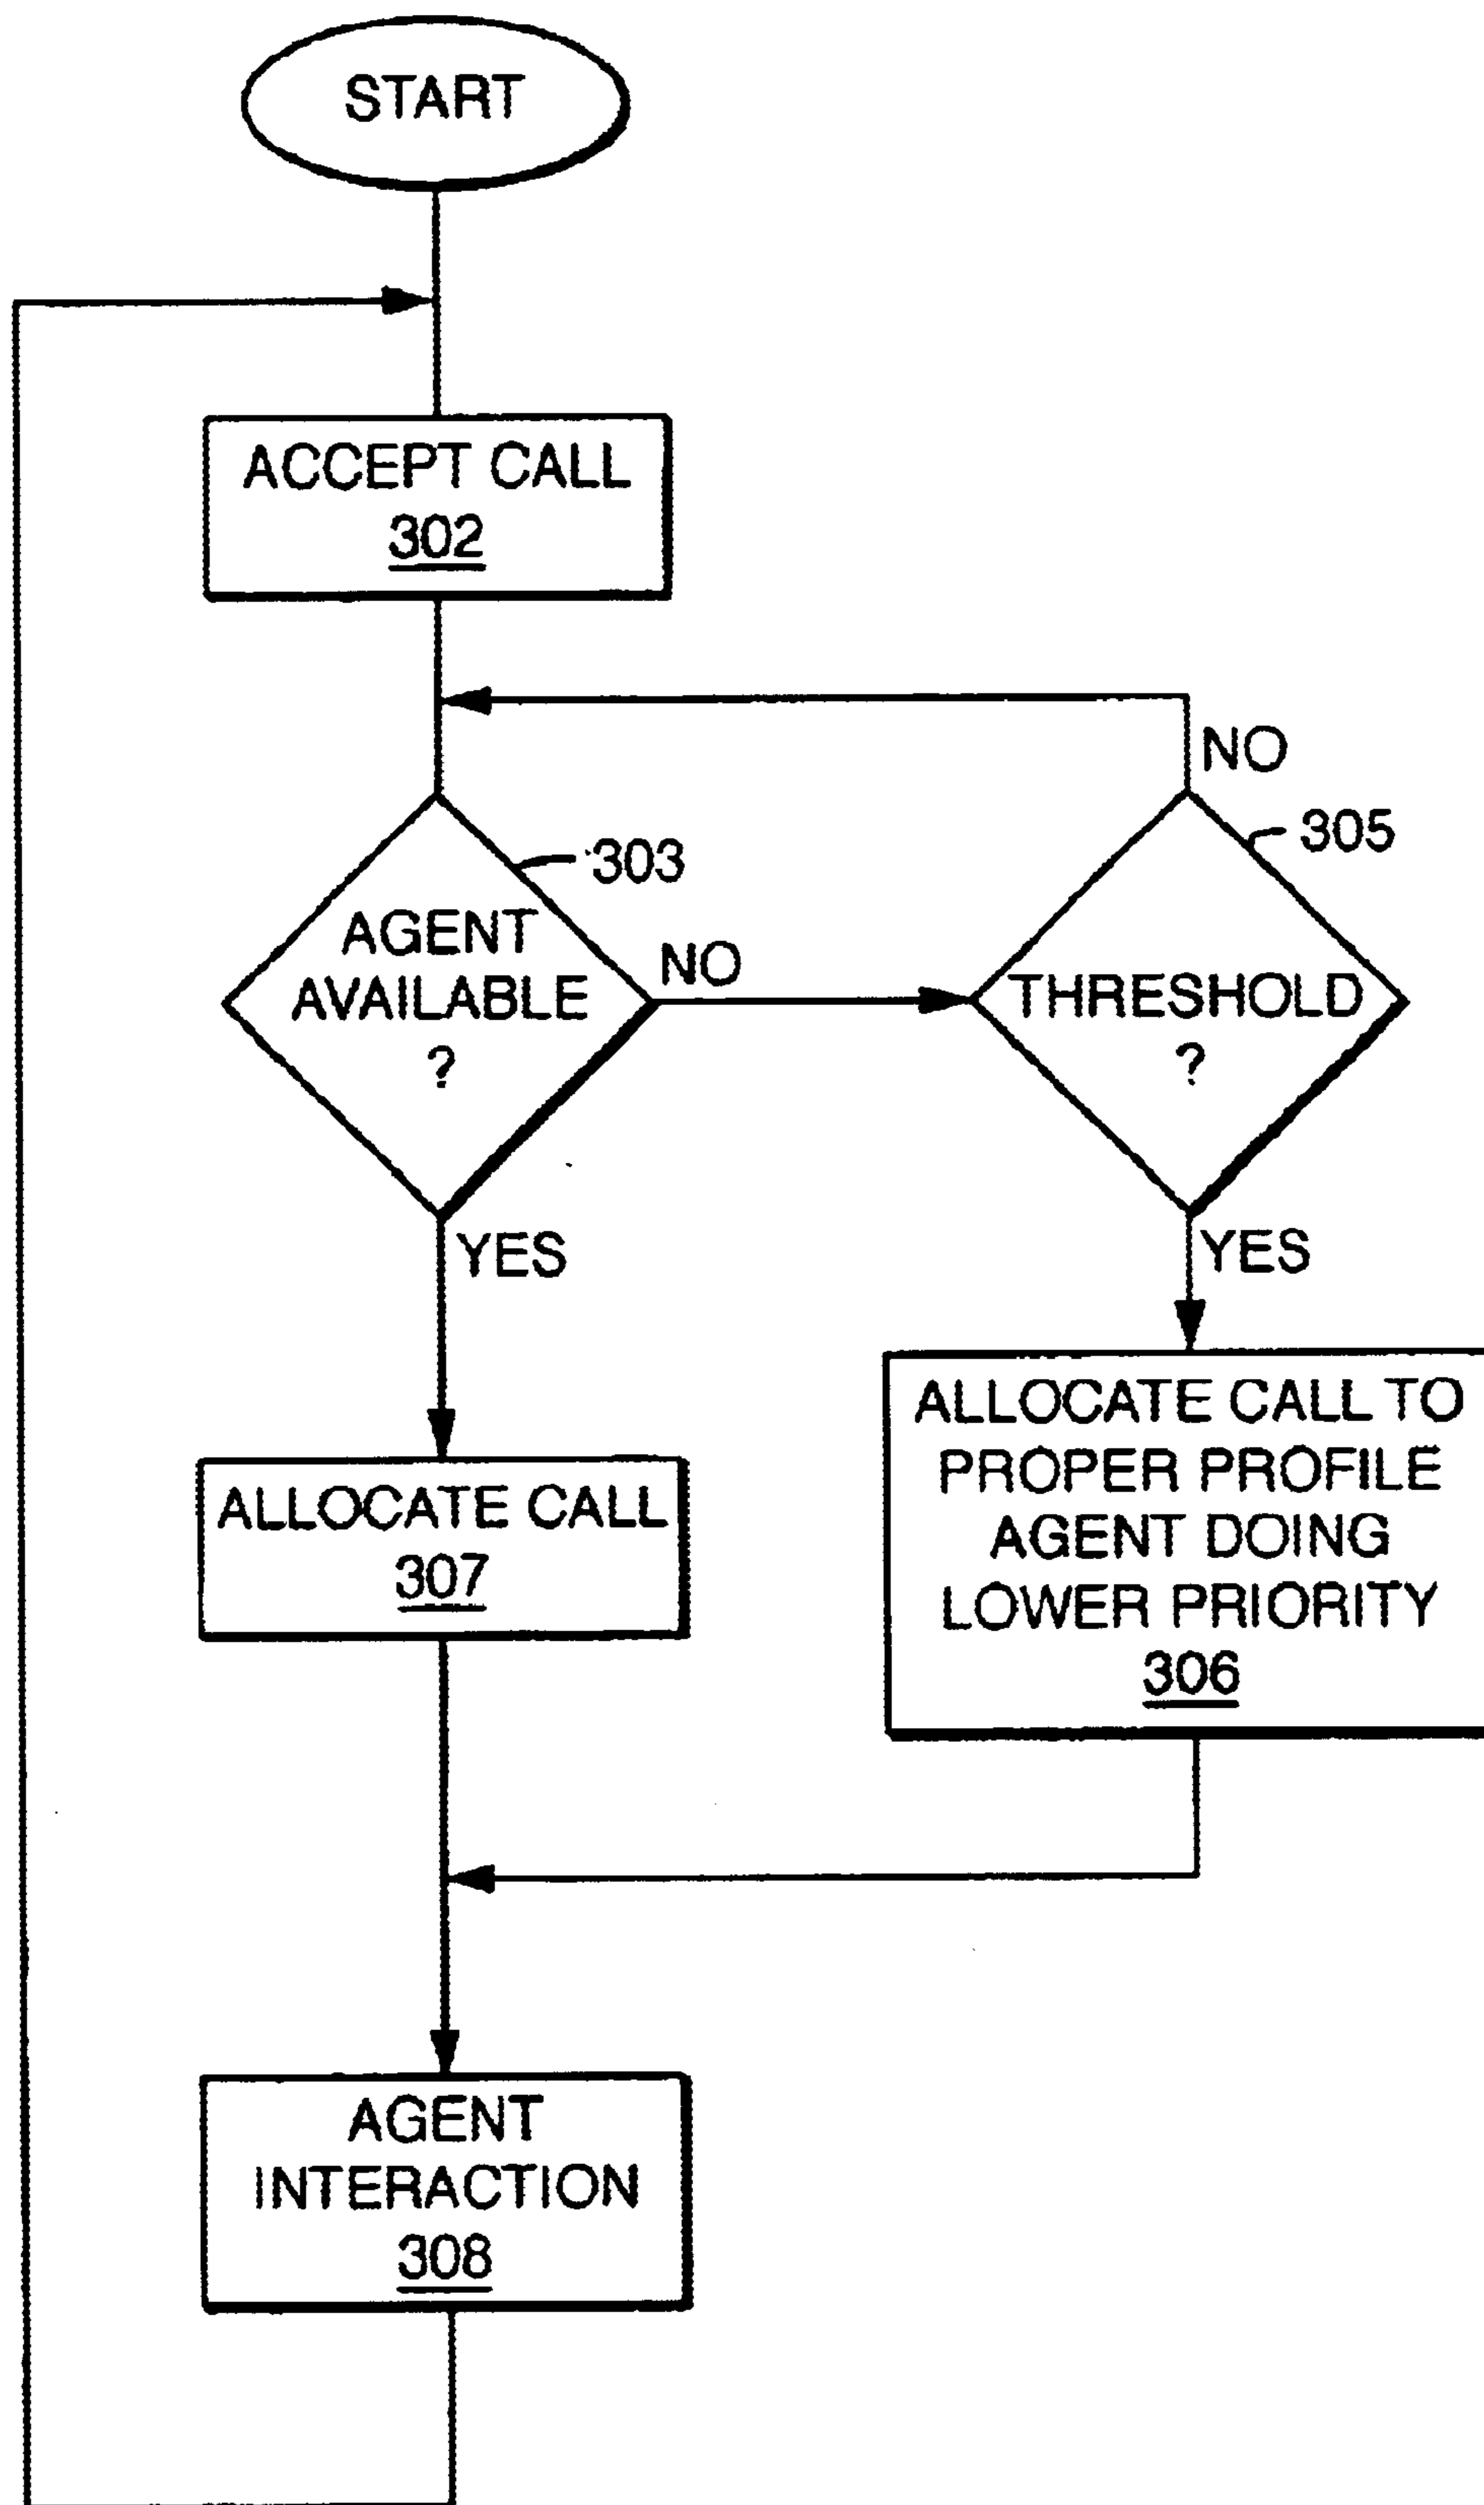 START
ACCEPT CALL
302
NO
305
303
AGENT
AVAILABLE
?
NO
THRESHOLD
?
YES
YES
ALLOCATE CALL
307
ALLOCATE CALL TO
PROPER PROFILE
AGENT DOING
LOWER PRIORITY
306
AGENT
INTERACTION
308